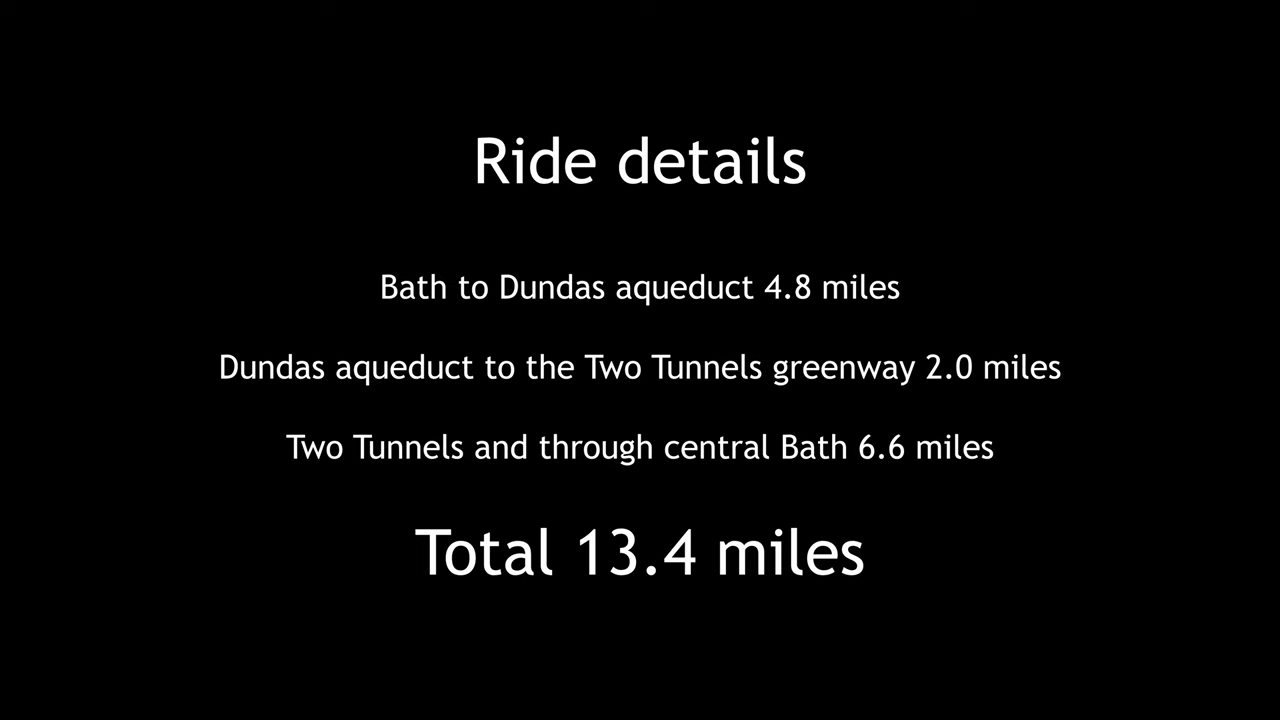 Ride details
Bath to Dundas aqueduct 4.8 miles
Dundas aqueduct to the Two Tunnels greenway 2.0 miles
Two Tunnels and through central Bath 6.6 miles
Total 13.4 miles